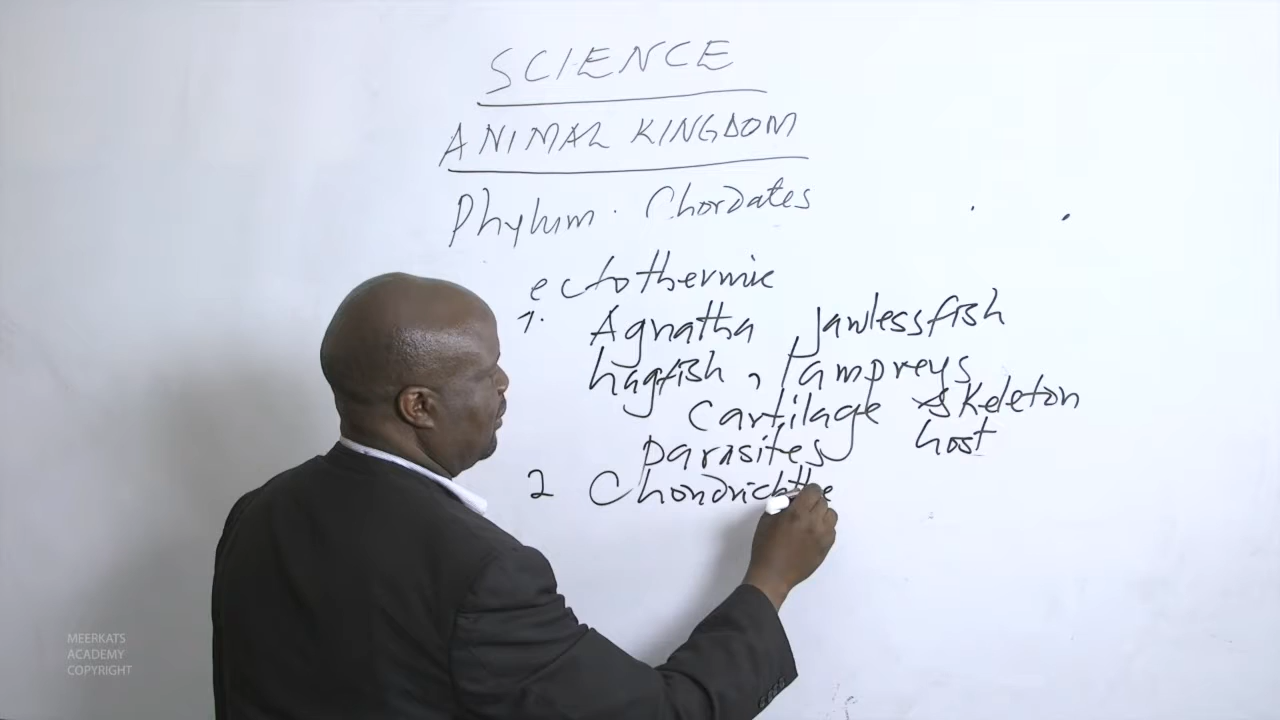 SCIENCE
ANIMAL KINGDOM
Phylum. Chordates
ectothermic
1. Agnatha Jawlessfish
hagfish, lampreys
Cartilage skeleton
parasites host
2 Chondrichthe
MEERKATS
ACADEMY
COPYRIGHT